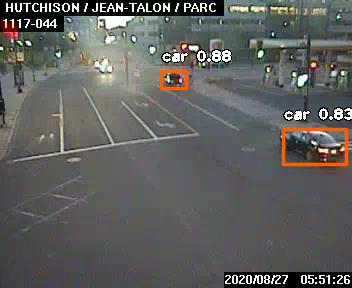 HUTCHISON / JEAN-TALON / PARC
1117-044
car 0.88
car 0.83
2020/08/27 05:51:26